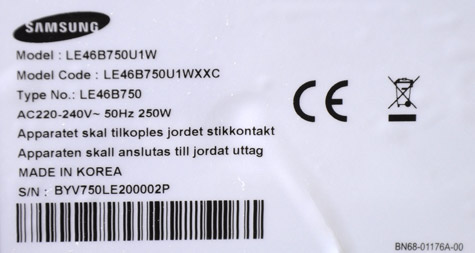 SAMSUNG
Model : LE46B750U1W
Model Code : LE46B750U1WXXC
Type No.: LE46B750
AC220-240V~ 50Hz 250W
Apparatet skal tilkoples jordet stikkontakt
Apparaten skall anslutas till jordat uttag
MADE IN KOREA
S/N : BYV750LE200002P
CE
BN68-01176A-00